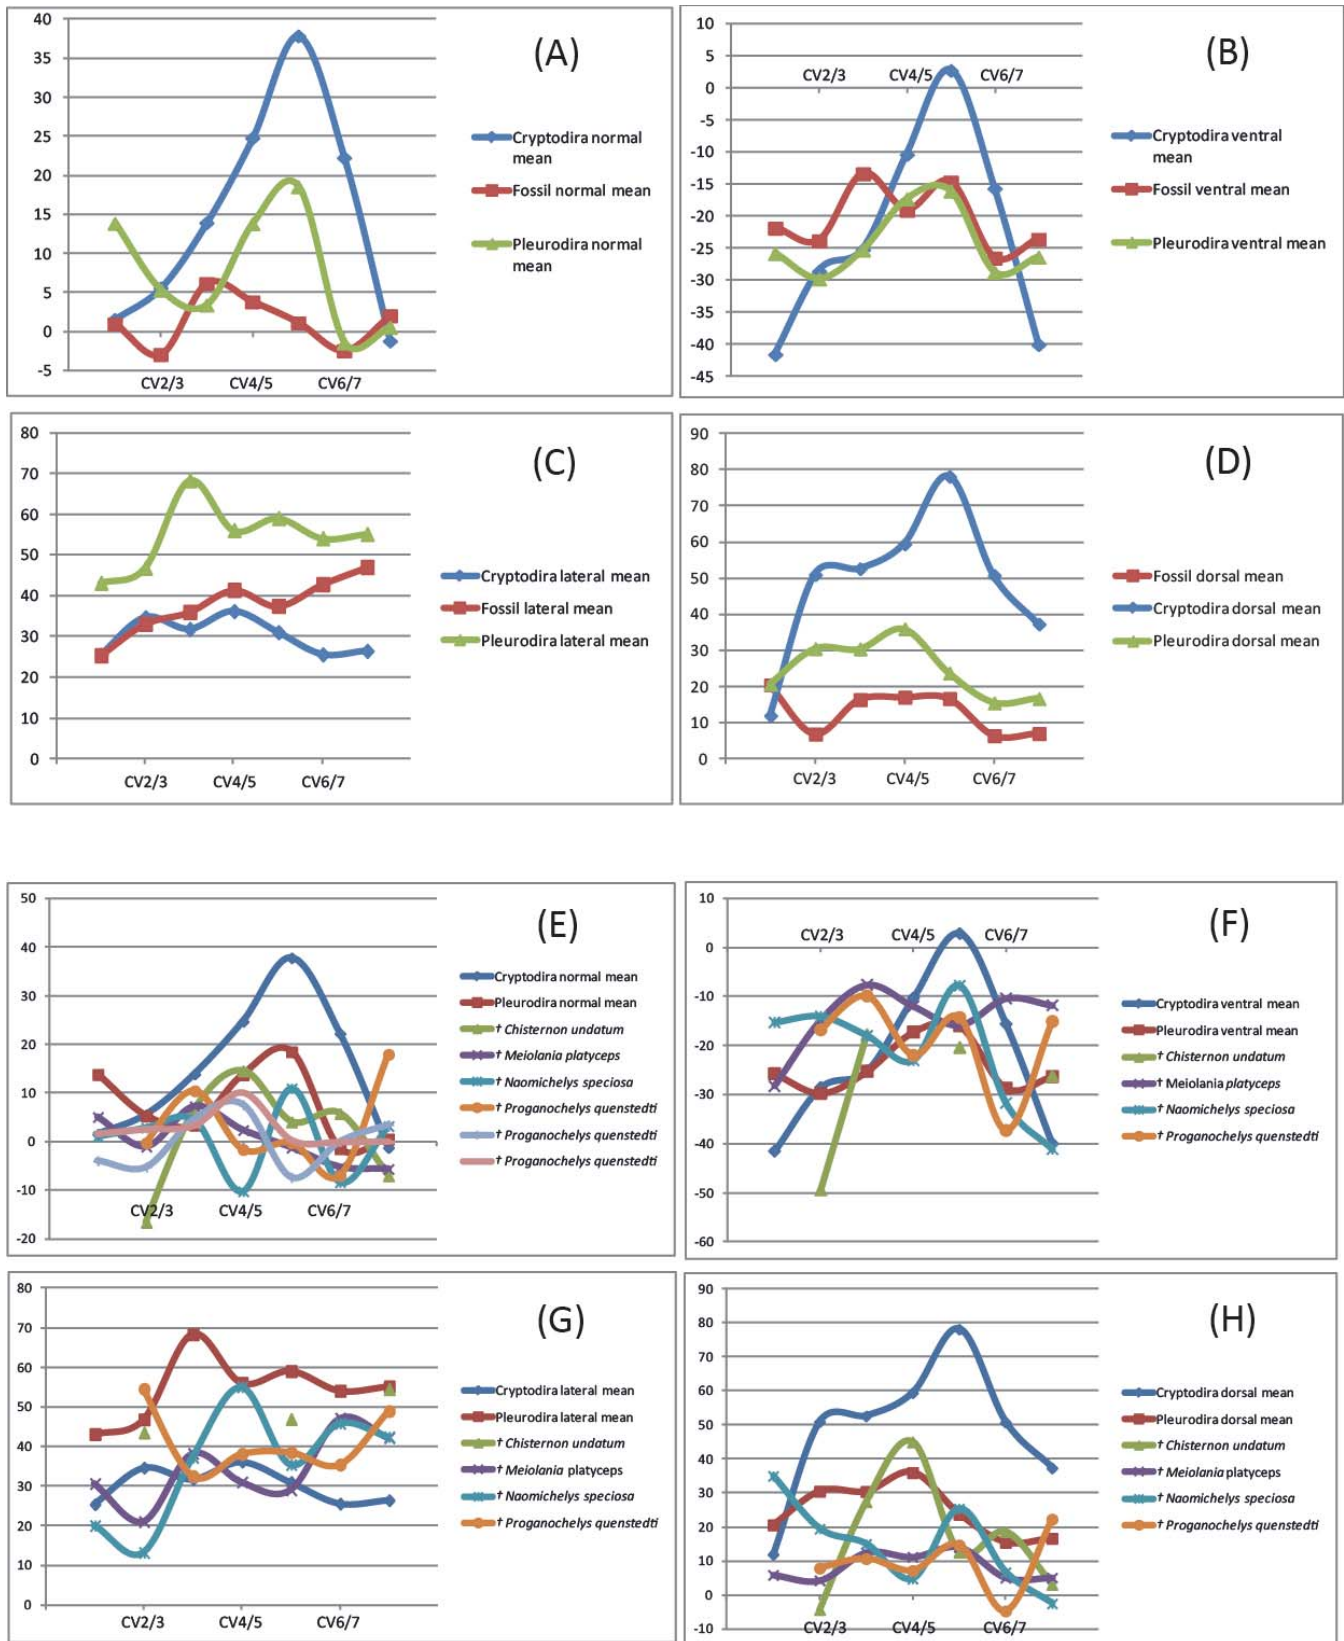 (A)
40
35
30
25
20
15
10
5
0
-5
CV2/3 CV4/5 CV6/7
Cryptodira normal
mean
Fossil normal mean
Pleurodira normal
mean
(B)
10
5
0
-5
-10
-15
-20
-25
-30
-35
-40
-45
CV2/3 CV4/5 CV6/7
Cryptodira ventral
mean
Fossil ventral mean
Pleurodira ventral mean
(C)
80
70
60
50
40
30
20
10
0
CV2/3 CV4/5 CV6/7
Cryptodira lateral mean
Fossil lateral mean
Pleurodira lateral mean
(D)
90
80
70
60
50
40
30
20
10
0
CV2/3 CV4/5 CV6/7
Fossil dorsal mean
Cryptodira dorsal mean
Pleurodira dorsal mean
(E)
50
40
30
20
10
0
-10
-20
CV2/3 CV4/5 CV6/7
Cryptodira normal mean
Pleurodira normal mean
† Chisternon undatum
† Meiolania platyceps
† Naomichelys speciosa
† Proganochelys quenstedti
† Proganochelys quenstedti
† Proganochelys quenstedti
(F)
10
0
-10
-20
-30
-40
-50
-60
CV2/3 CV4/5 CV6/7
Cryptodira ventral mean
Pleurodira ventral mean
† Chisternon undatum
† Meiolania platyceps
† Naomichelys speciosa
† Proganochelys quenstedti
(G)
80
70
60
50
40
30
20
10
0
CV2/3 CV4/5 CV6/7
Cryptodira lateral mean
Pleurodira lateral mean
† Chisternon undatum
† Meiolania platyceps
† Naomichelys speciosa
† Proganochelys quenstedti
(H)
90
80
70
60
50
40
30
20
10
0
-10
CV2/3 CV4/5 CV6/7
Cryptodira dorsal mean
Pleurodira dorsal mean
† Chisternon undatum
† Meiolania platyceps
† Naomichelys speciosa
† Proganochelys quenstedti